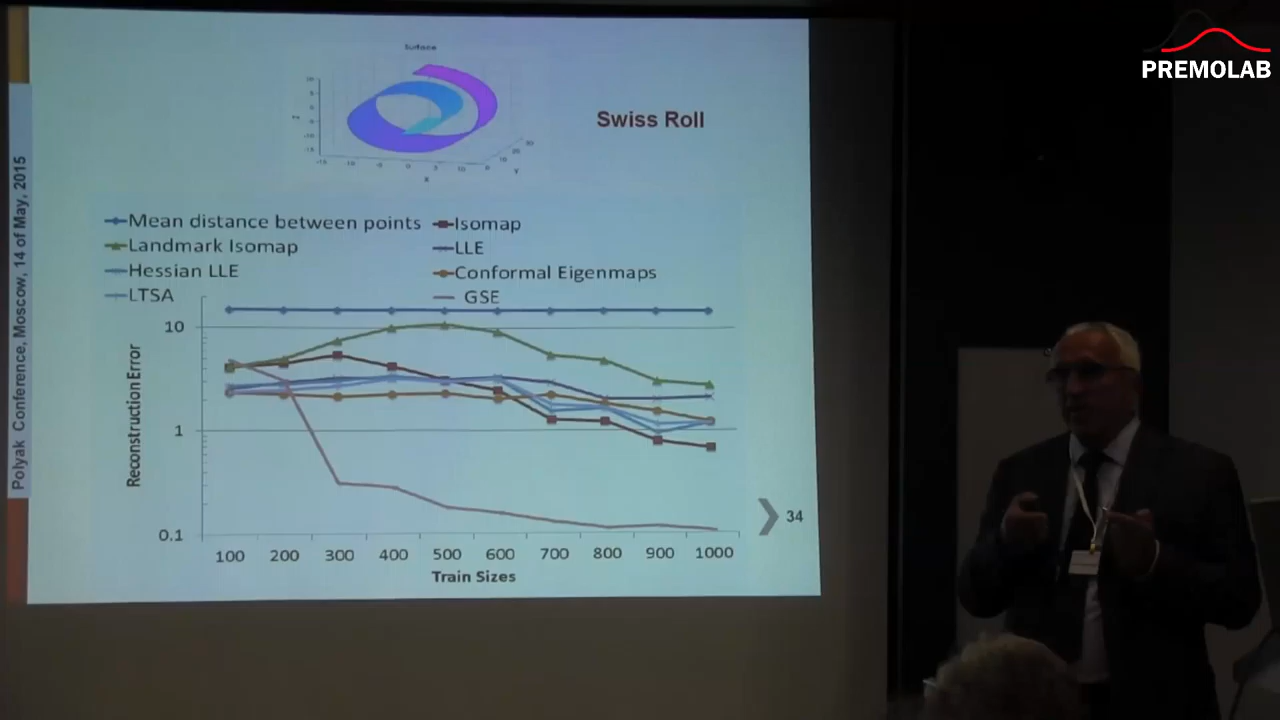 PREMOLAB
Polyak Conference, Moscow, 14 of May, 2015
Swiss Roll
Mean distance between points
Isomap
Landmark Isomap
LLE
Hessian LLE
Conformal Eigenmaps
LTSA
GSE
Reconstruction Error
10
1
0.1
100 200 300 400 500 600 700 800 900 1000
Train Sizes
34